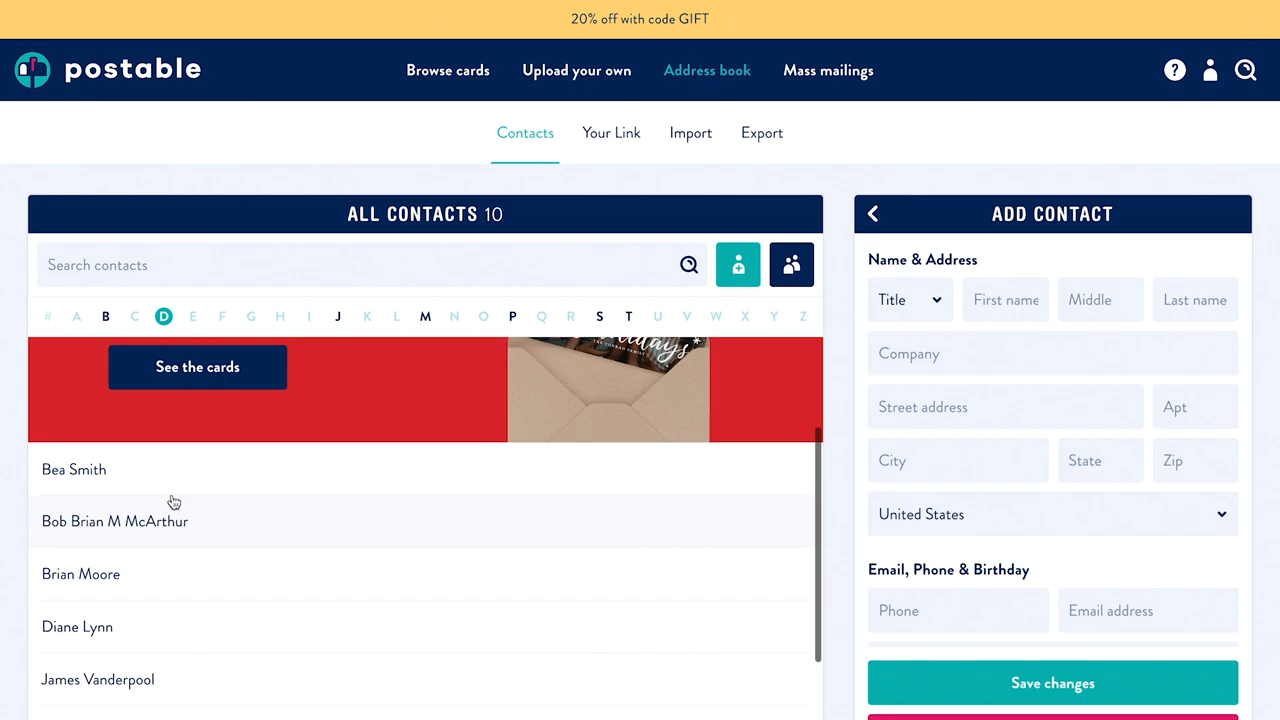 20% off with code GIFT
postable
Browse cards
Upload your own
Address book
Mass mailings
?
Contacts
Your Link
Import
Export
ALL CONTACTS 10
Search contacts
# A B C D E F G H I J K L M N O P Q R S T U V W X Y Z
See the cards
THE CONRAD FAMILY
Bea Smith
Bob Brian M McArthur
Brian Moore
Diane Lynn
James Vanderpool
ADD CONTACT
Name & Address
Title
First name
Middle
Last name
Company
Street address
Apt
City
State
Zip
United States
Email, Phone & Birthday
Phone
Email address
Save changes